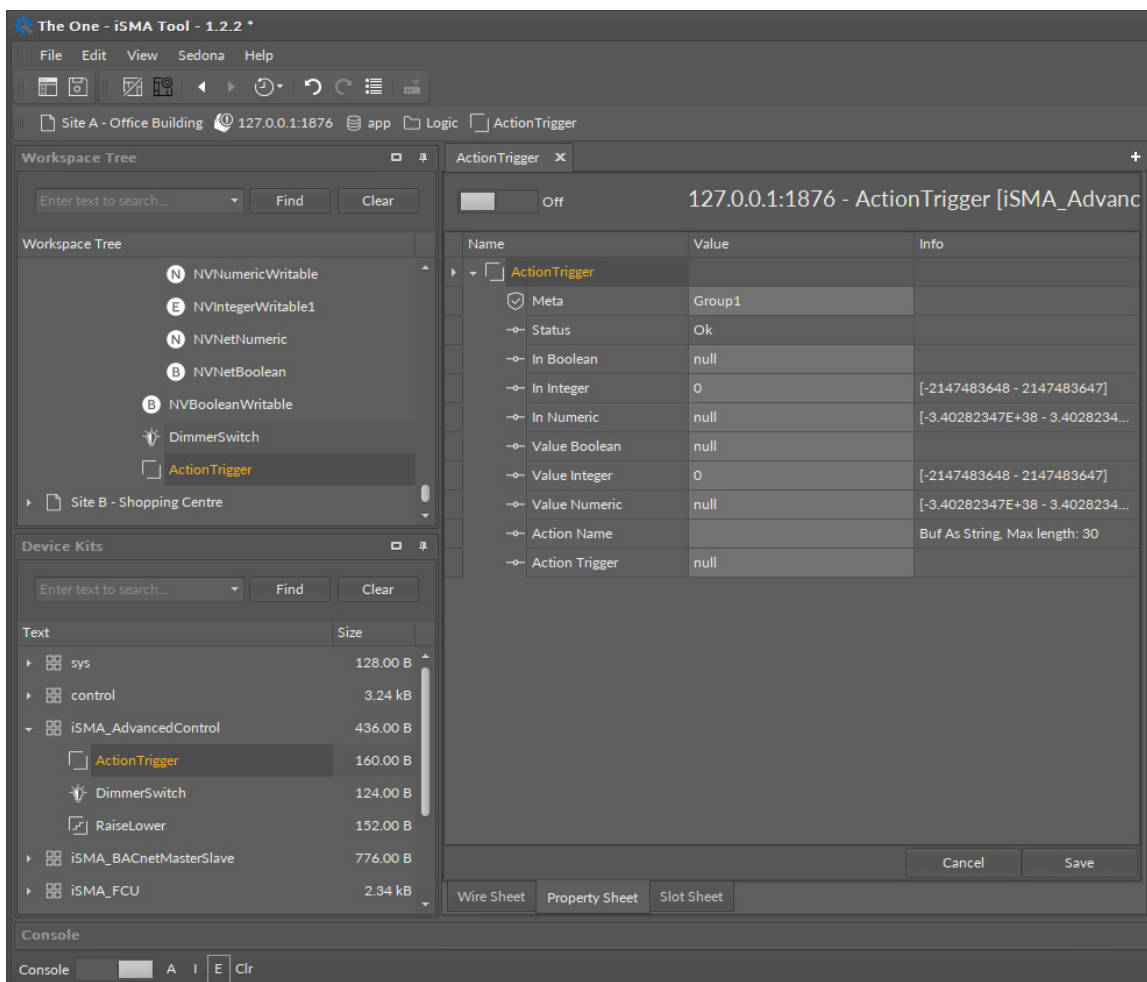 The One - iSMA Tool - 1.2.2 *
File Edit View Sedona Help
Site A - Office Building 127.0.0.1:1876 app Logic ActionTrigger
Workspace Tree
Enter text to search... Find Clear
Workspace Tree
NVNumericWritable
NVIntegerWritable1
NVNetNumeric
NVNetBoolean
NVBooleanWritable
DimmerSwitch
ActionTrigger
Site B - Shopping Centre
Device Kits
Enter text to search... Find Clear
Text Size
sys 128.00 B
control 3.24 kB
iSMA_AdvancedControl 436.00 B
ActionTrigger 160.00 B
DimmerSwitch 124.00 B
RaiseLower 152.00 B
iSMA_BACnetMasterSlave 776.00 B
iSMA_FCU 2.34 kB
ActionTrigger
Off 127.0.0.1:1876 - ActionTrigger [iSMA_Advanc
Name Value Info
ActionTrigger
Meta Group1
Status Ok
In Boolean null
In Integer 0 [-2147483648 - 2147483647]
In Numeric null [-3.40282347E+38 - 3.4028234...
Value Boolean null
Value Integer 0 [-2147483648 - 2147483647]
Value Numeric null [-3.40282347E+38 - 3.4028234...
Action Name Buf As String, Max length: 30
Action Trigger null
Cancel Save
Wire Sheet Property Sheet Slot Sheet
Console
Console A I E Clr